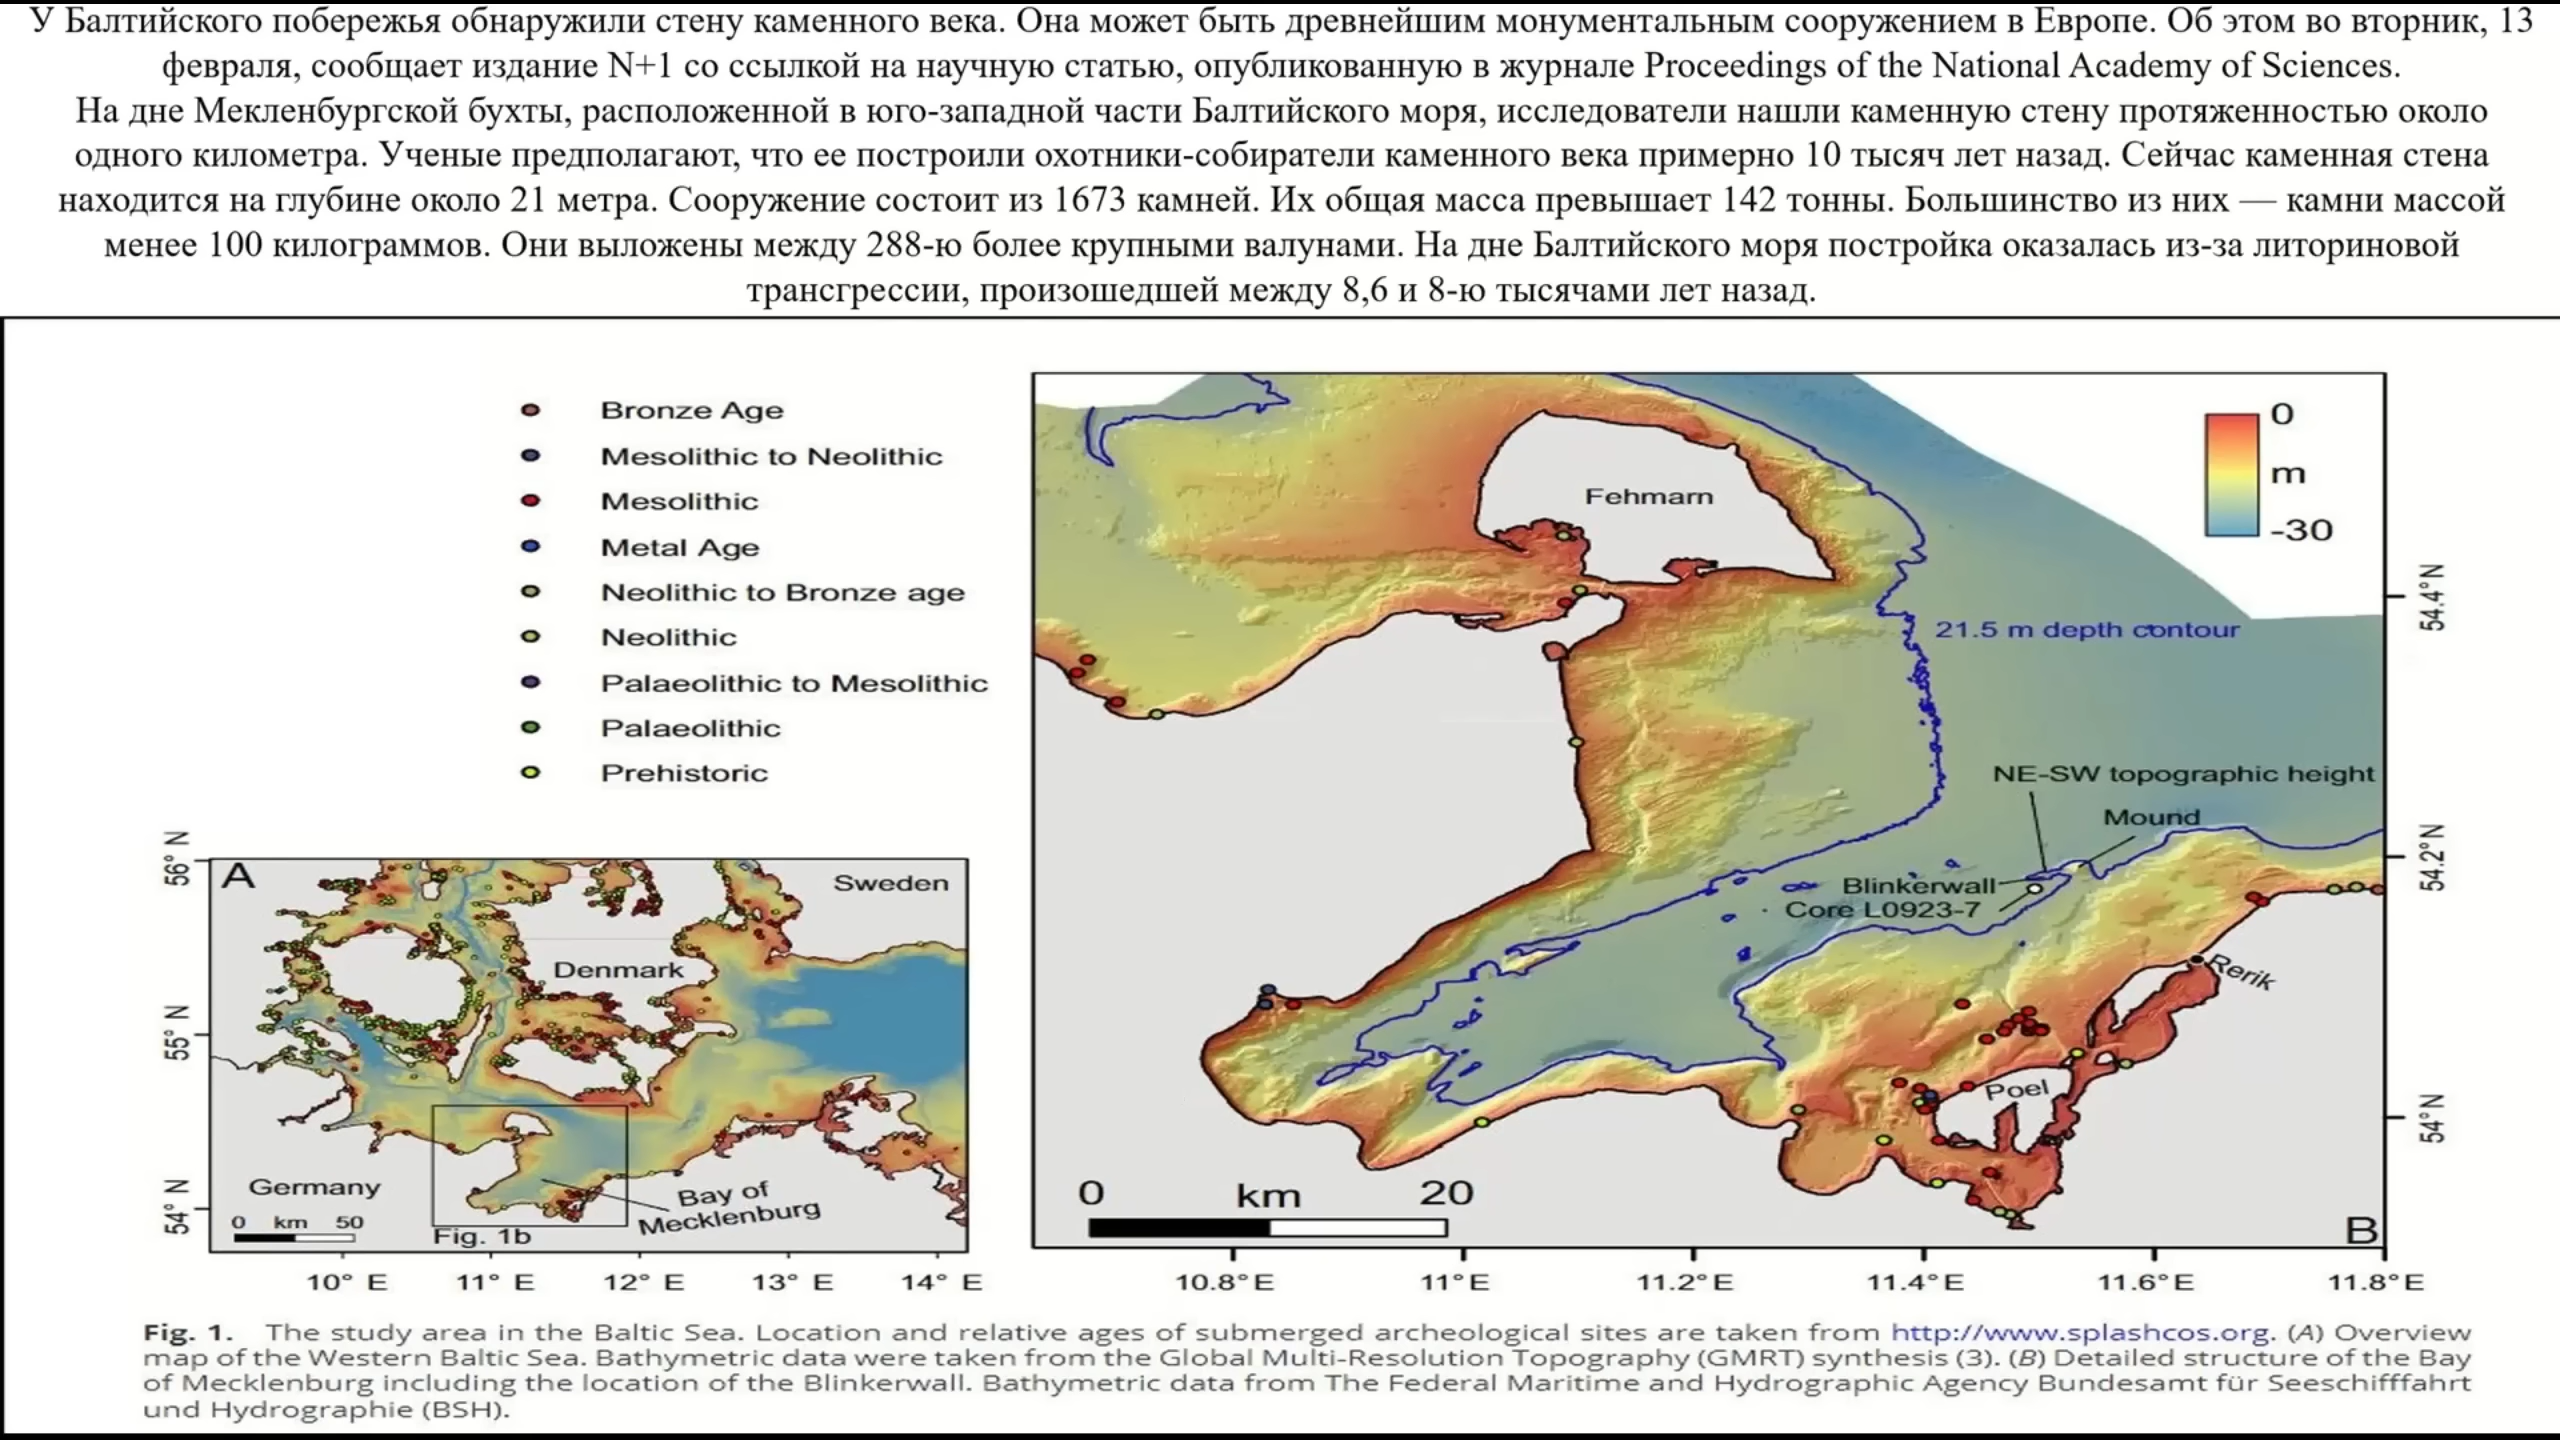 У Балтийского побережья обнаружили стену каменного века. Она может быть древнейшим монументальным сооружением в Европе. Об этом во вторник, 13
февраля, сообщает издание N+1 со ссылкой на научную статью, опубликованную в журнале Proceedings of the National Academy of Sciences.
На дне Мекленбургской бухты, расположенной в юго-западной части Балтийского моря, исследователи нашли каменную стену протяженностью около
одного километра. Ученые предполагают, что ее построили охотники-собиратели каменного века примерно 10 тысяч лет назад. Сейчас каменная стена
находится на глубине около 21 метра. Сооружение состоит из 1673 камней. Их общая масса превышает 142 тонны. Большинство из них — камни массой
менее 100 килограммов. Они выложены между 288-ю более крупными валунами. На дне Балтийского моря постройка оказалась из-за литориновой
трансгрессии, произошедшей между 8,6 и 8-ю тысячами лет назад.
Bronze Age
Mesolithic to Neolithic
Mesolithic
Metal Age
Neolithic to Bronze age
Neolithic
Palaeolithic to Mesolithic
Palaeolithic
Prehistoric
A
Sweden
Denmark
Germany
Bay of
Mecklenburg
0 km 50
Fig. 1b
56° N
55° N
54° N
10° E 11° E 12° E 13° E 14° E
Fehmarn
0
m
-30
21.5 m depth contour
NE-SW topographic height
Mound
Blinkerwall
Core L0923-7
Rerik
Poel
0 km 20
B
54.4°N
54.2°N
54°N
10.8°E 11°E 11.2°E 11.4°E 11.6°E 11.8°E
Fig. 1. The study area in the Baltic Sea. Location and relative ages of submerged archeological sites are taken from http://www.splashcos.org. (A) Overview
map of the Western Baltic Sea. Bathymetric data were taken from the Global Multi-Resolution Topography (GMRT) synthesis (3). (B) Detailed structure of the Bay
of Mecklenburg including the location of the Blinkerwall. Bathymetric data from The Federal Maritime and Hydrographic Agency Bundesamt für Seeschifffahrt
und Hydrographie (BSH).